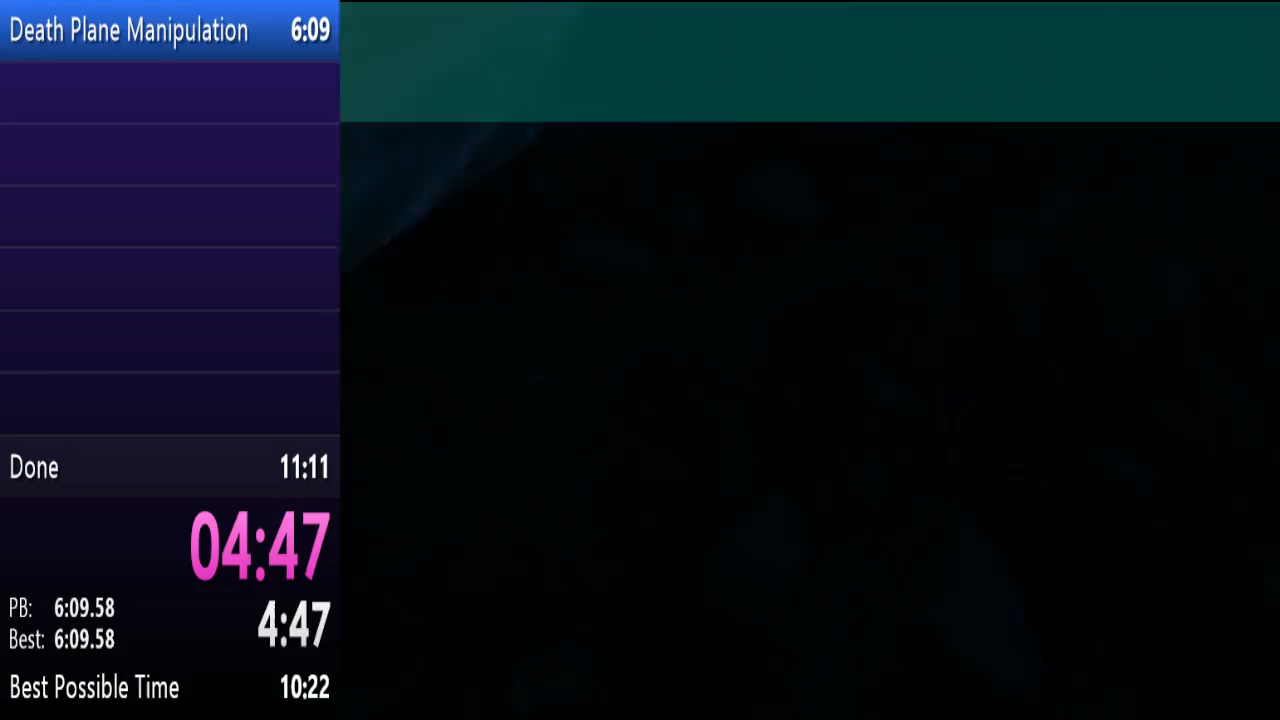 Death Plane Manipulation 6:09
Done 11:11
04:47
PB: 6:09.58
4:47
Best: 6:09.58
Best Possible Time 10:22